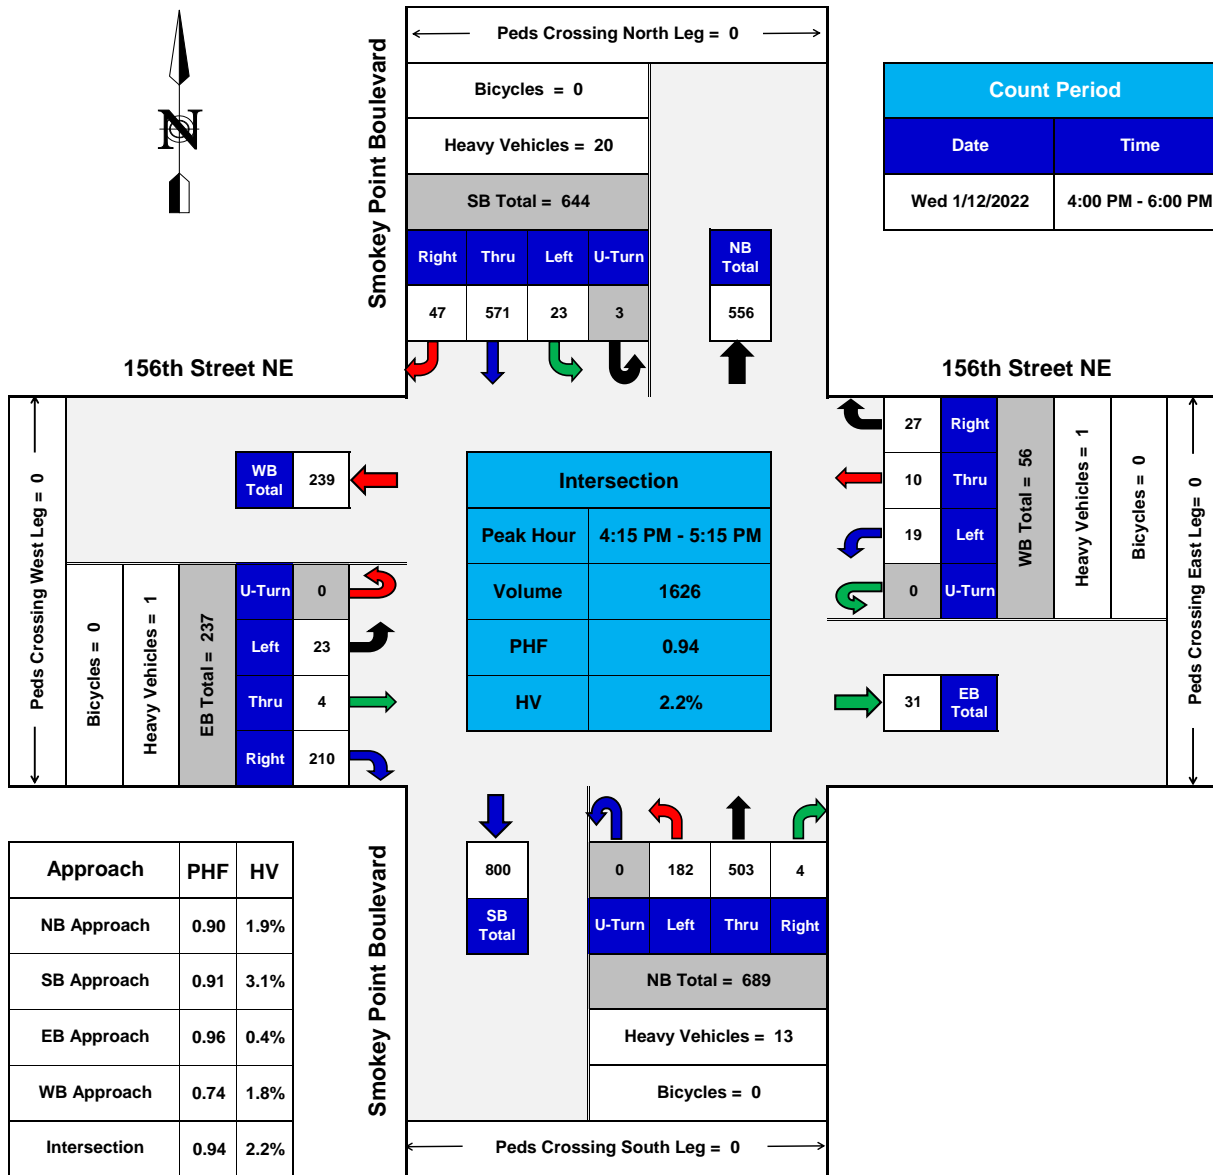 N
Smokey Point Boulevard
Peds Crossing North Leg = 0
Bicycles = 0
Heavy Vehicles = 20
SB Total = 644
Right Thru Left U-Turn
47 571 23 3
NB Total
556
Count Period
Date Time
Wed 1/12/2022 4:00 PM - 6:00 PM
156th Street NE
156th Street NE
Peds Crossing West Leg = 0
WB Total 239
Bicycles = 0
Heavy Vehicles = 1
EB Total = 237
U-Turn 0
Left 23
Thru 4
Right 210
Intersection
Peak Hour 4:15 PM - 5:15 PM
Volume 1626
PHF 0.94
HV 2.2%
27 Right
10 Thru
19 Left
0 U-Turn
WB Total = 56
Heavy Vehicles = 1
Bicycles = 0
Peds Crossing East Leg= 0
31 EB Total
Approach PHF HV
NB Approach 0.90 1.9%
SB Approach 0.91 3.1%
EB Approach 0.96 0.4%
WB Approach 0.74 1.8%
Intersection 0.94 2.2%
Smokey Point Boulevard
800
SB Total
0 182 503 4
U-Turn Left Thru Right
NB Total = 689
Heavy Vehicles = 13
Bicycles = 0
Peds Crossing South Leg = 0